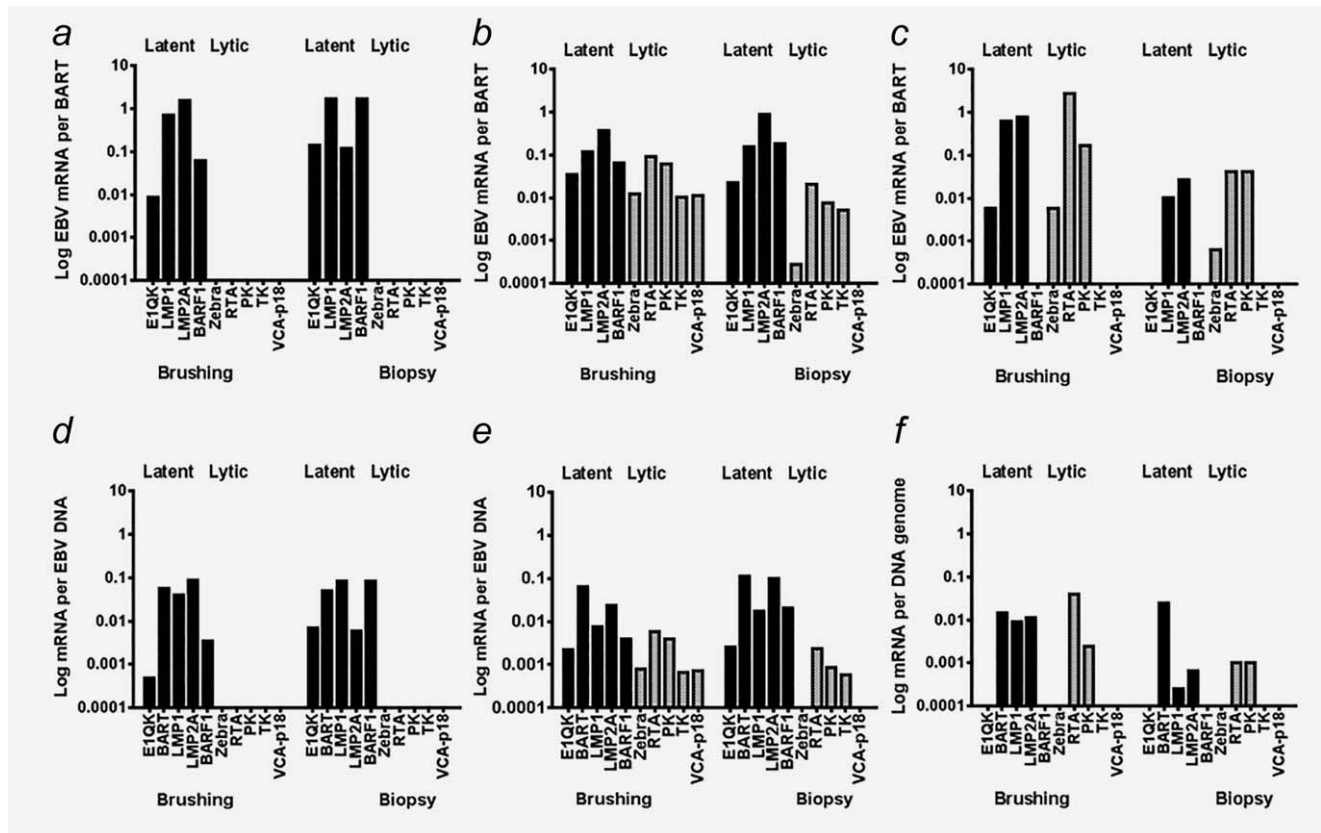 a
Latent Lytic
Latent Lytic
Log EBV mRNA per BART
10
1
0.1
0.01
0.001
0.0001
E1QK
LMP1
LMP2A
BARF1
Zebra
RTA
PK
TK
VCA-p18
E1QK
LMP1
LMP2A
BARF1
Zebra
RTA
PK
TK
VCA-p18
Brushing
Biopsy
b
Latent Lytic
Latent Lytic
Log EBV mRNA per BART
10
1
0.1
0.01
0.001
0.0001
E1QK
LMP1
LMP2A
BARF1
Zebra
RTA
PK
TK
VCA-p18
E1QK
LMP1
LMP2A
BARF1
Zebra
RTA
PK
TK
VCA-p18
Brushing
Biopsy
c
Latent Lytic
Latent Lytic
Log EBV mRNA per BART
10
1
0.1
0.01
0.001
0.0001
E1QK
LMP1
LMP2A
BARF1
Zebra
RTA
PK
TK
VCA-p18
E1QK
LMP1
LMP2A
BARF1
Zebra
RTA
PK
TK
VCA-p18
Brushing
Biopsy
d
Latent Lytic
Latent Lytic
Log mRNA per EBV DNA
10
1
0.1
0.01
0.001
0.0001
E1QK
BART
LMP1
LMP2A
BARF1
Zebra
RTA
PK
TK
VCA-p18
E1QK
BART
LMP1
LMP2A
BARF1
Zebra
RTA
PK
TK
VCA-p18
Brushing
Biopsy
e
Latent Lytic
Latent Lytic
Log mRNA per EBV DNA
10
1
0.1
0.01
0.001
0.0001
E1QK
BART
LMP1
LMP2A
BARF1
Zebra
RTA
PK
TK
VCA-p18
E1QK
BART
LMP1
LMP2A
BARF1
Zebra
RTA
PK
TK
VCA-p18
Brushing
Biopsy
f
Latent Lytic
Latent Lytic
Log mRNA per DNA genome
10
1
0.1
0.01
0.001
0.0001
E1QK
BART
LMP1
LMP2A
BARF1
Zebra
RTA
PK
TK
VCA-p18
E1QK
BART
LMP1
LMP2A
BARF1
Zebra
RTA
PK
TK
VCA-p18
Brushing
Biopsy